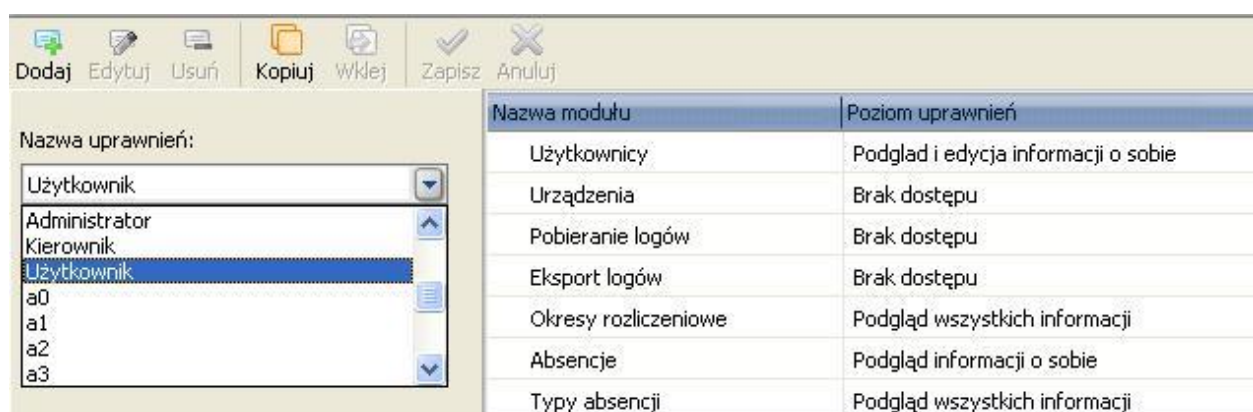 Dodaj Edytuj Usuń Kopiuj Wklej Zapisz Anuluj
Nazwa uprawnień:
Użytkownik
Administrator
Kierownik
Użytkownik
a0
a1
a2
a3
Nazwa modułu Poziom uprawnień
Użytkownicy Podglad i edycja informacji o sobie
Urządzenia Brak dostępu
Pobieranie logów Brak dostępu
Eksport logów Brak dostępu
Okresy rozliczeniowe Podgląd wszystkich informacji
Absencje Podgląd informacji o sobie
Typy absencji Podgląd wszystkich informacji